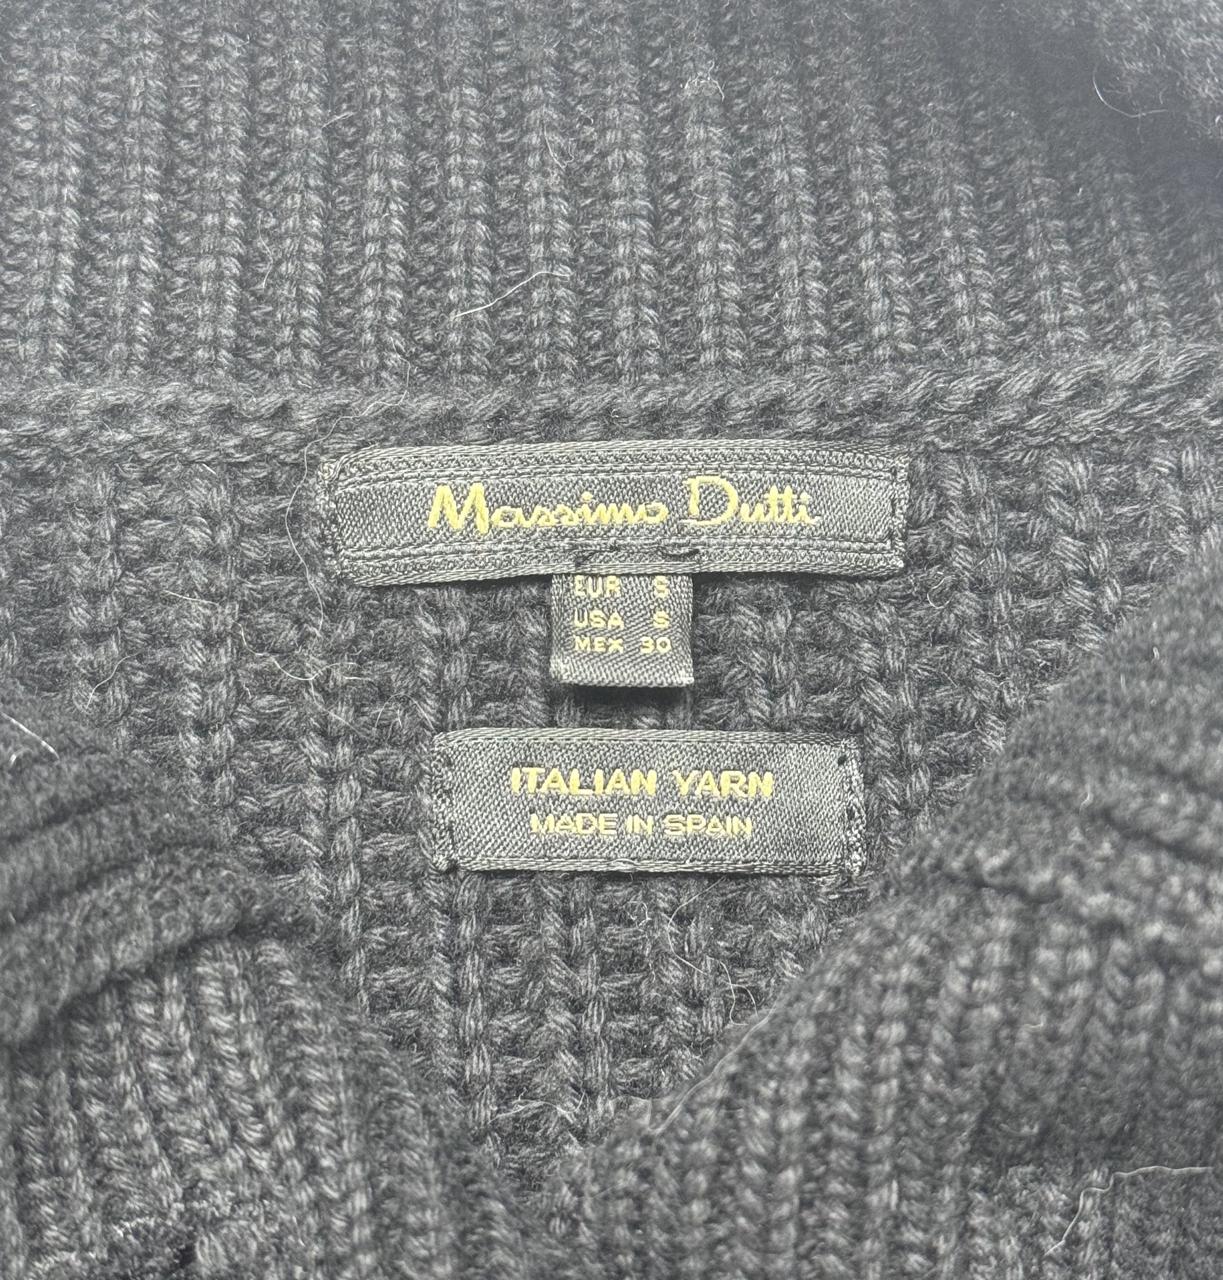 Massimo Dutti
EUR S
USA S
MEX 30
ITALIAN YARN
MADE IN SPAIN